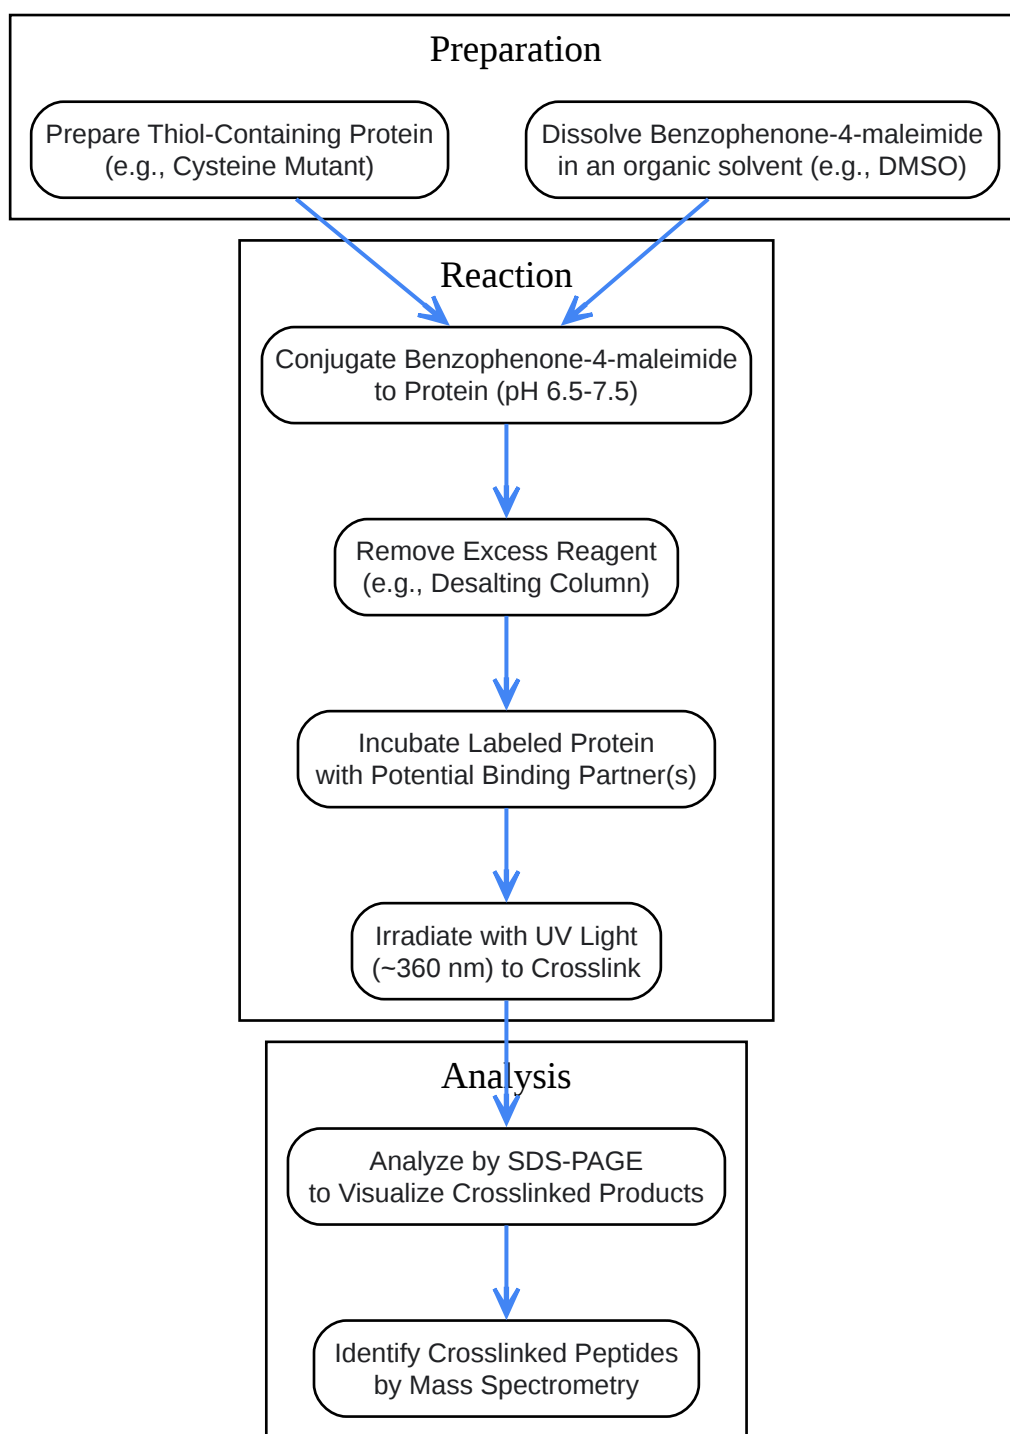 Preparation
Prepare Thiol-Containing Protein
(e.g., Cysteine Mutant)
Dissolve Benzophenone-4-maleimide
in an organic solvent (e.g., DMSO)
Reaction
Conjugate Benzophenone-4-maleimide
to Protein (pH 6.5-7.5)
Remove Excess Reagent
(e.g., Desalting Column)
Incubate Labeled Protein
with Potential Binding Partner(s)
Irradiate with UV Light
(~360 nm) to Crosslink
Analysis
Analyze by SDS-PAGE
to Visualize Crosslinked Products
Identify Crosslinked Peptides
by Mass Spectrometry